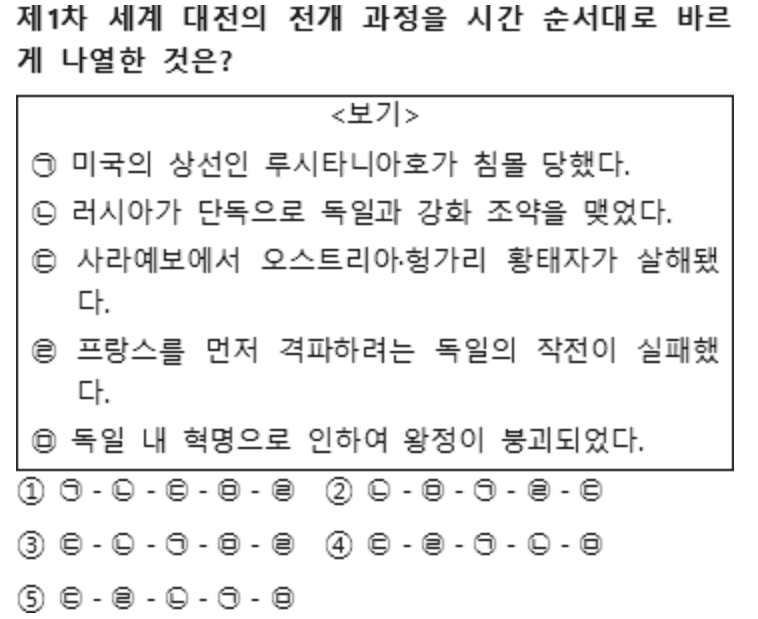 제1차 세계 대전의 전개 과정을 시간 순서대로 바르
게 나열한 것은?
<보기>
㉠ 미국의 상선인 루시타니아호가 침몰 당했다.
㉡ 러시아가 단독으로 독일과 강화 조약을 맺었다.
㉢ 사라예보에서 오스트리아·헝가리 황태자가 살해됐
다.
㉣ 프랑스를 먼저 격파하려는 독일의 작전이 실패했
다.
㉤ 독일 내 혁명으로 인하여 왕정이 붕괴되었다.
① ㉠ - ㉡ - ㉢ - ㉤ - ㉣ ② ㉡ - ㉤ - ㉠ - ㉣ - ㉢
③ ㉢ - ㉡ - ㉠ - ㉤ - ㉣ ④ ㉢ - ㉣ - ㉠ - ㉡ - ㉤
⑤ ㉢ - ㉣ - ㉡ - ㉠ - ㉤